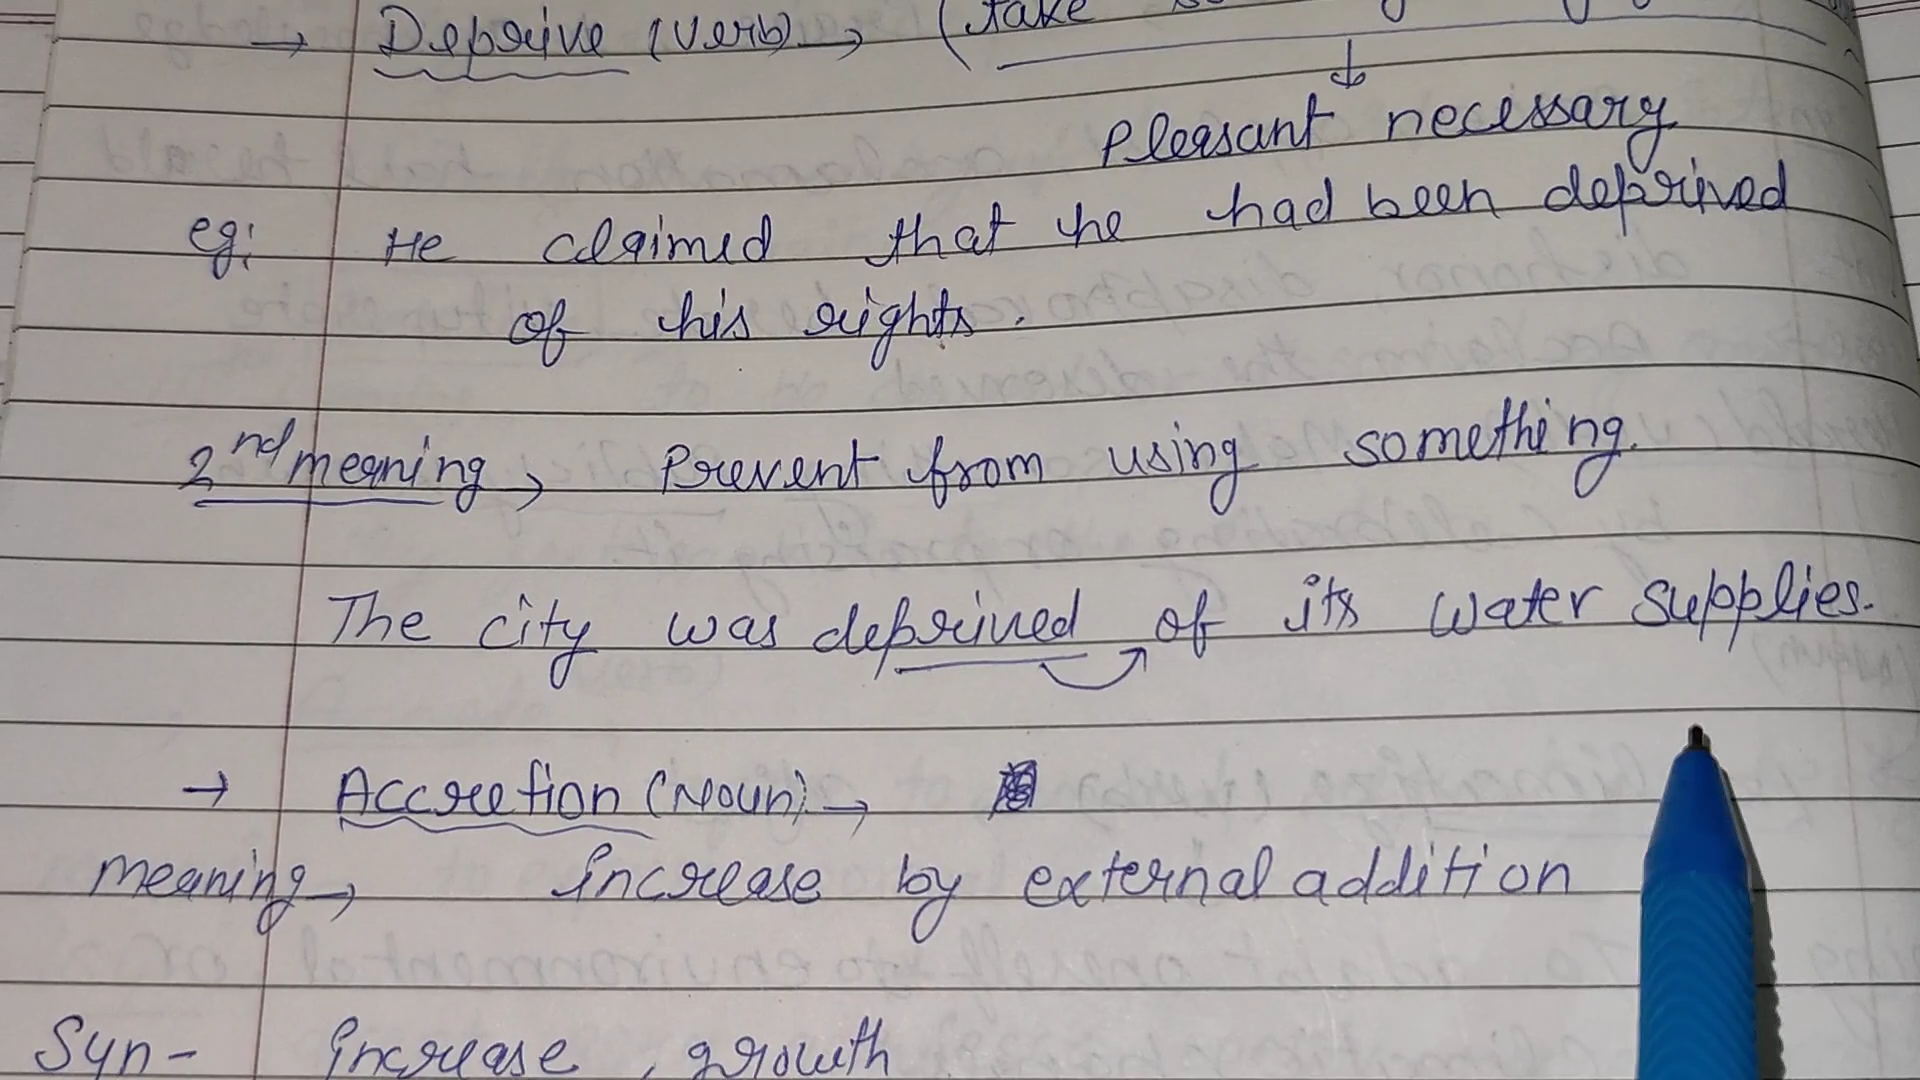 → Deprive (verb) → (take
Pleasant necessary
eg: He claimed that he had been deprived
of his rights.
2nd meaning → Prevent from using something.
The city was deprived of its water supplies.
→ Accretion (Noun) →
meaning → Increase by external addition
Syn- Increase, growth